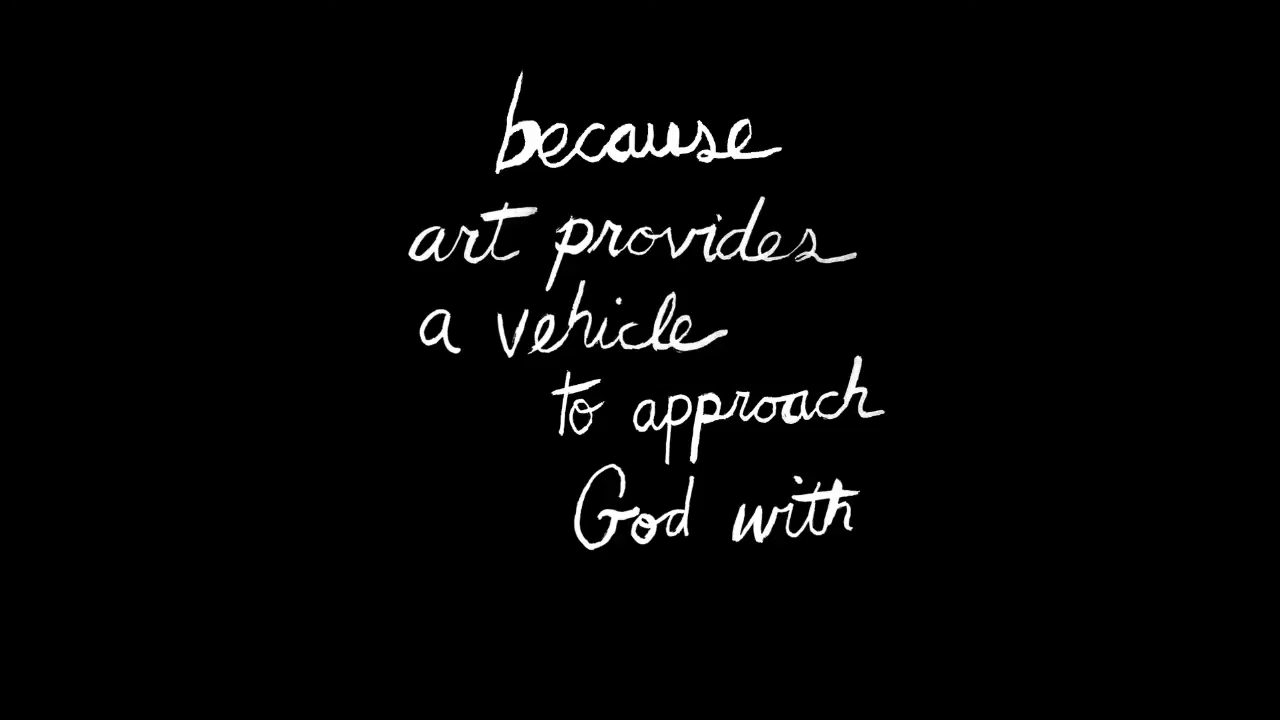 because
art provides
a vehicle
to approach
God with